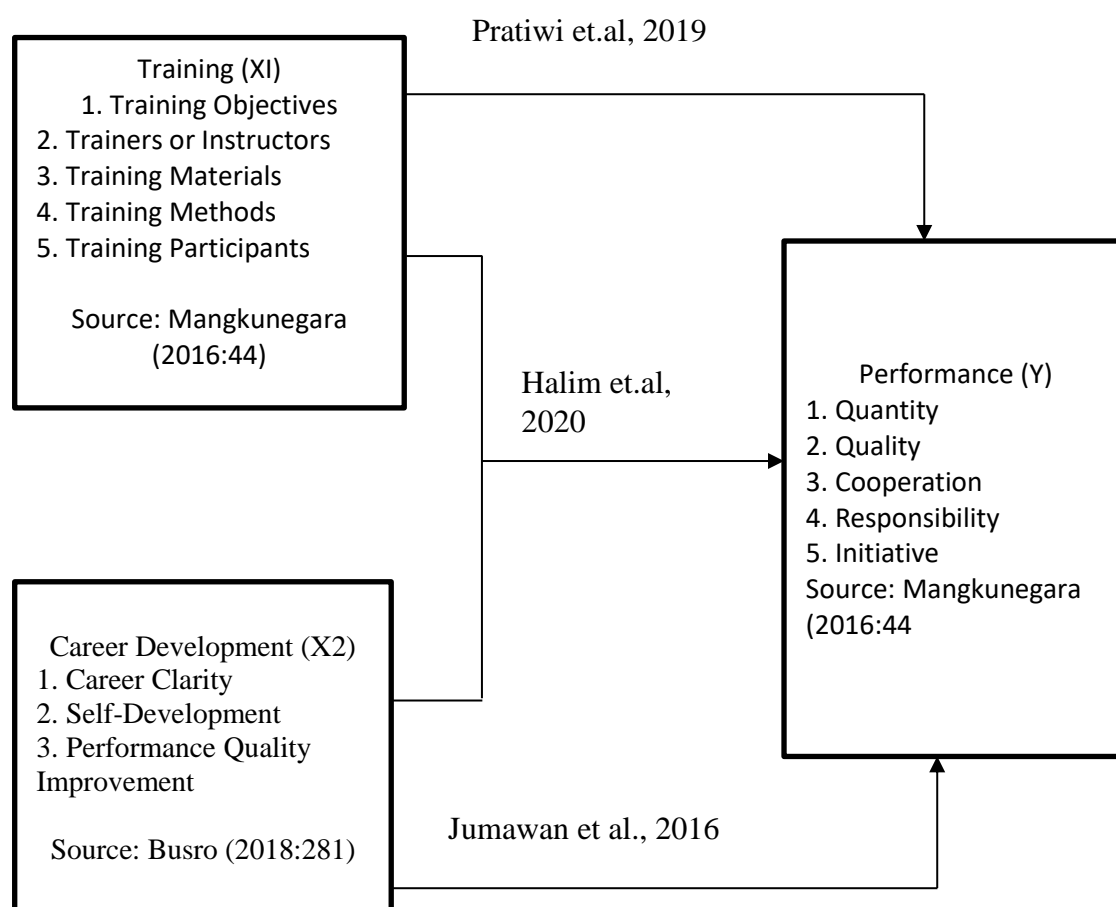 Pratiwi et.al, 2019
Training (XI)
1. Training Objectives
2. Trainers or Instructors
3. Training Materials
4. Training Methods
5. Training Participants
Source: Mangkunegara
(2016:44)
Halim et.al,
2020
Performance (Y)
1. Quantity
2. Quality
3. Cooperation
4. Responsibility
5. Initiative
Source: Mangkunegara
(2016:44
Career Development (X2)
1. Career Clarity
2. Self-Development
3. Performance Quality
Improvement
Source: Busro (2018:281)
Jumawan et al., 2016